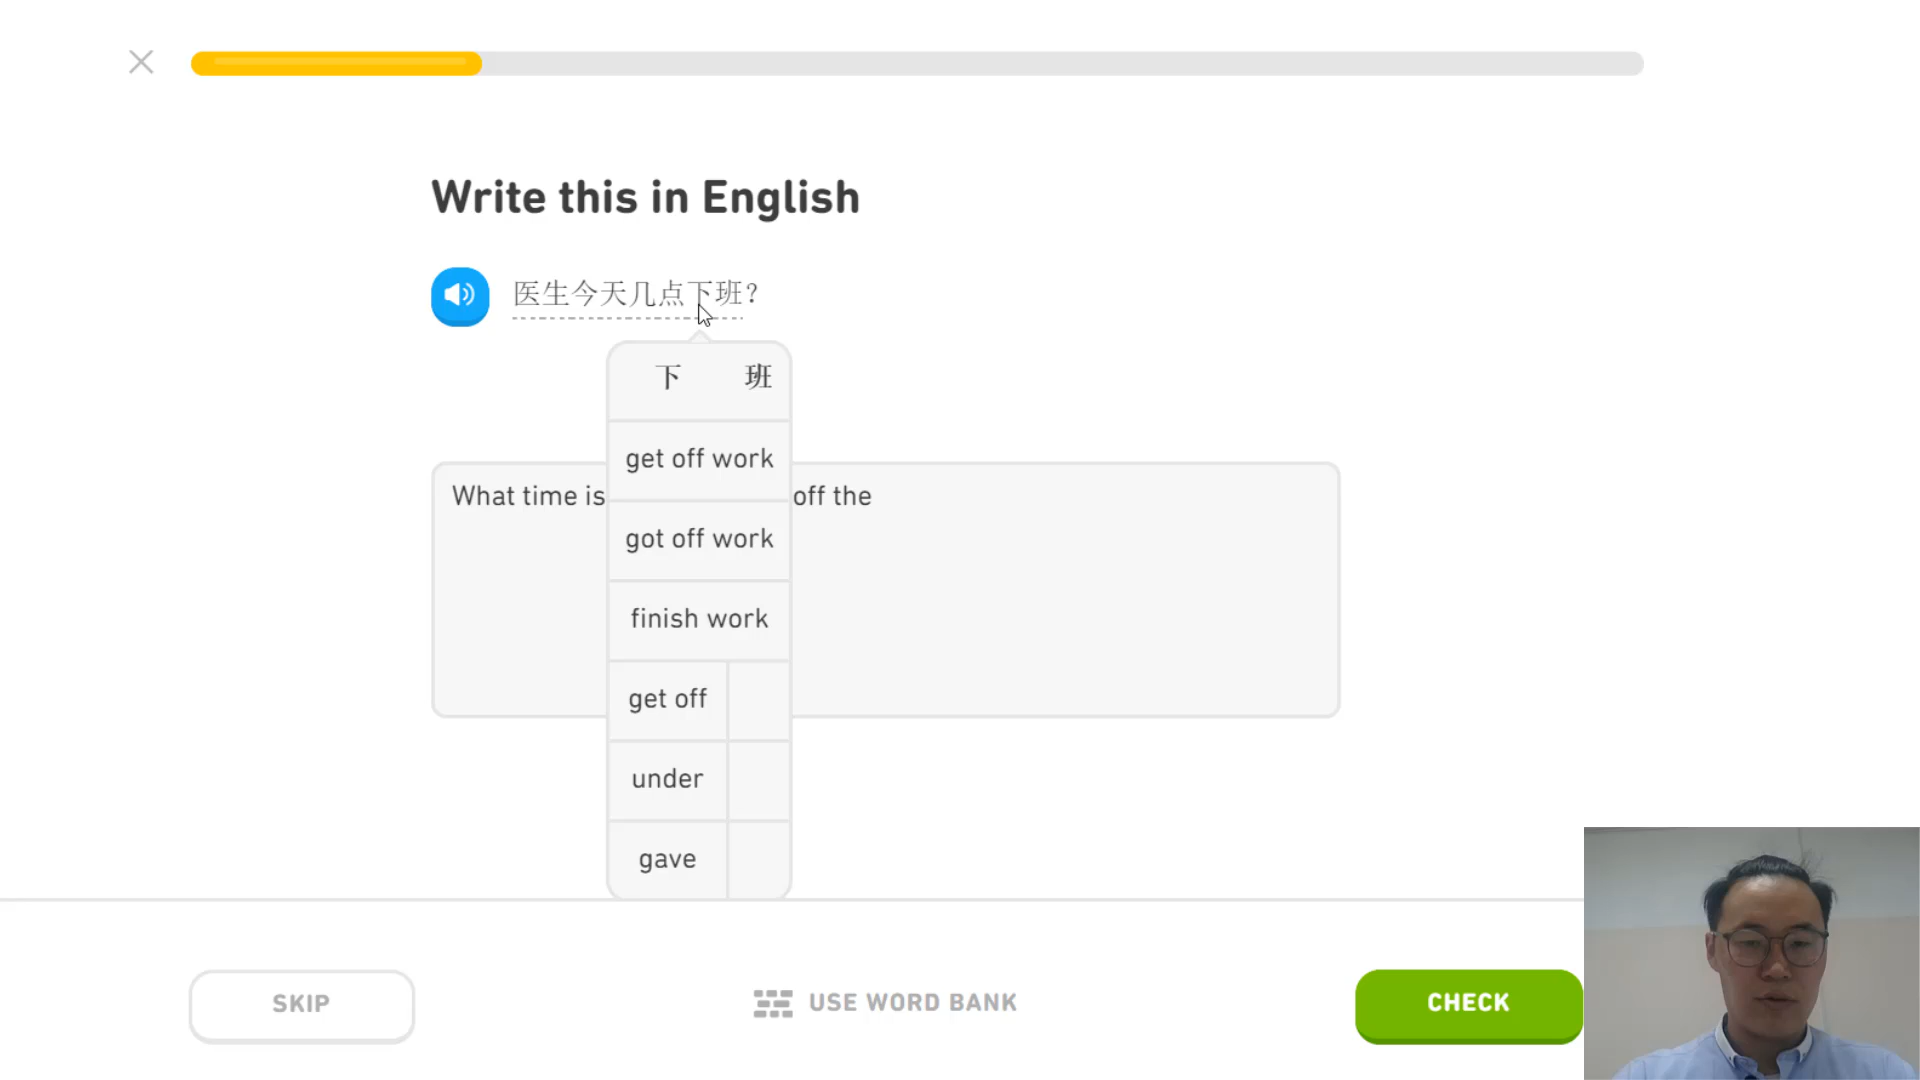 Write this in English
医生今天几点下班?
下 班
get off work
What time is off the
got off work
finish work
get off
under
gave
SKIP
USE WORD BANK
CHECK